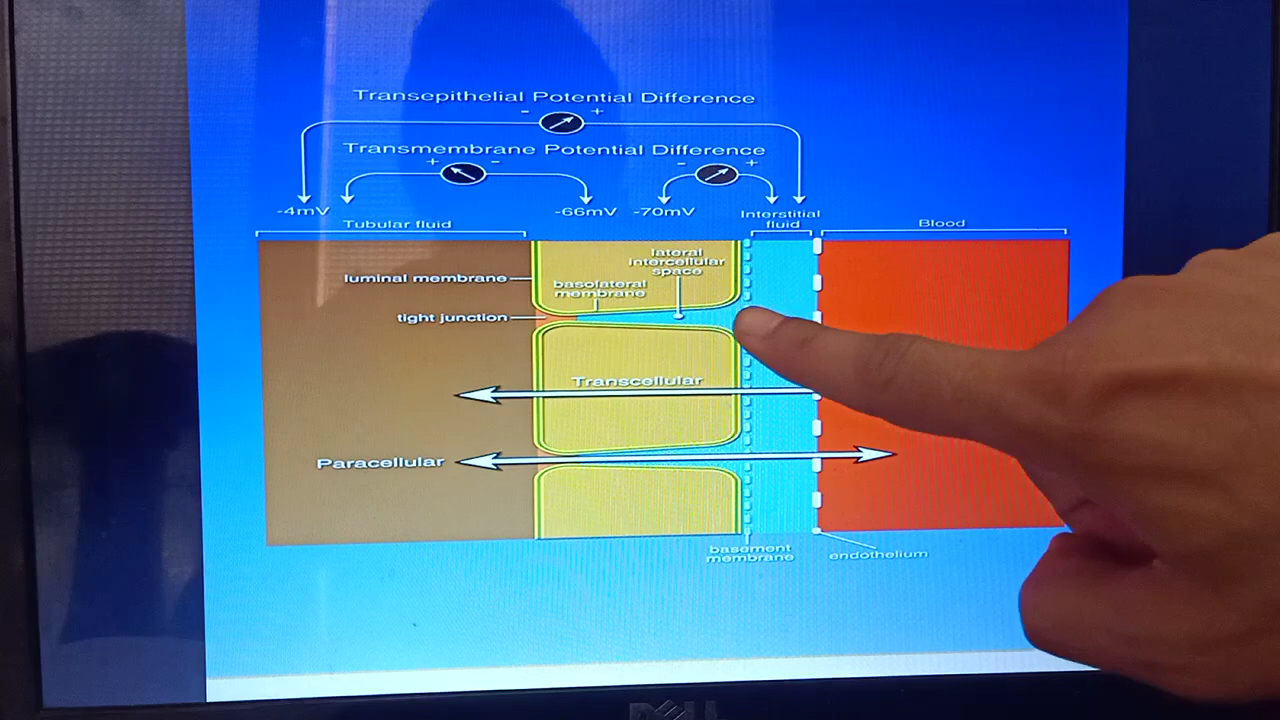 Transepithelial Potential Difference
- +
Transmembrane Potential Difference
+ - - +
-4mV -66mV -70mV Interstitial
fluid
Tubular fluid Blood
luminal membrane
lateral
intercellular
space
basolateral
membrane
tight junction
Transcellular
Paracellular
basement
membrane
endothelium
DELL